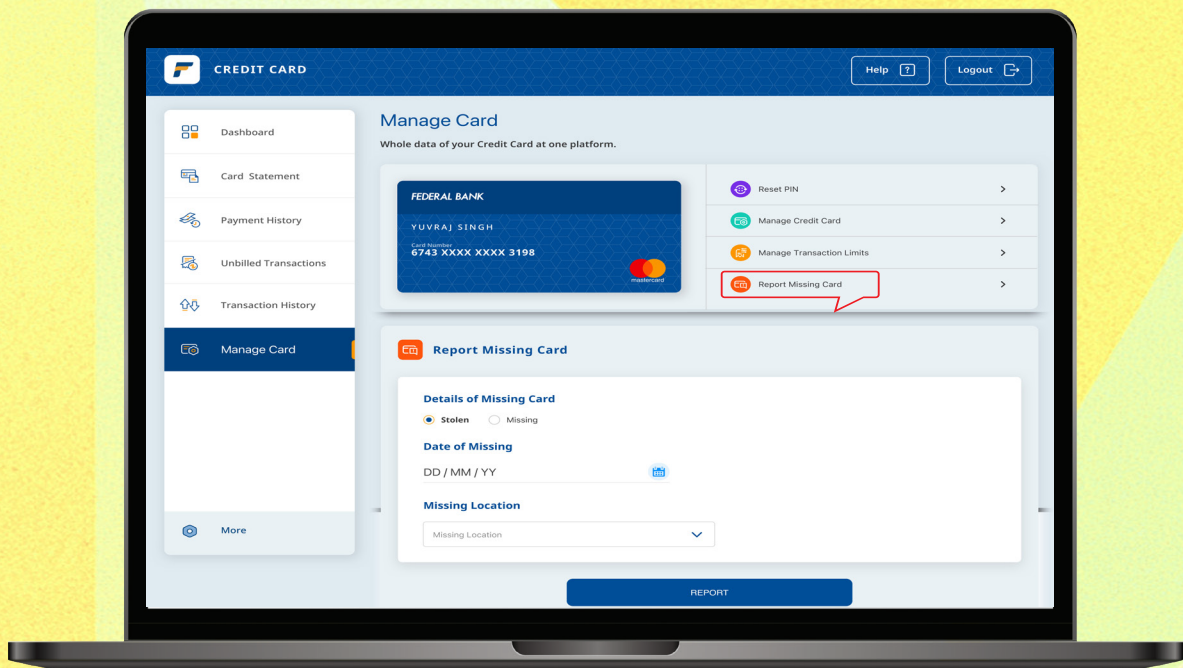 CREDIT CARD
Help ?
Logout
Dashboard
Card Statement
Payment History
Unbilled Transactions
Transaction History
Manage Card
More
Manage Card
Whole data of your Credit Card at one platform.
FEDERAL BANK
YUVRAJ SINGH
Card Number
6743 XXXX XXXX 3198
mastercard
Reset PIN
Manage Credit Card
Manage Transaction Limits
Report Missing Card
Report Missing Card
Details of Missing Card
Stolen Missing
Date of Missing
DD / MM / YY
Missing Location
Missing Location
REPORT